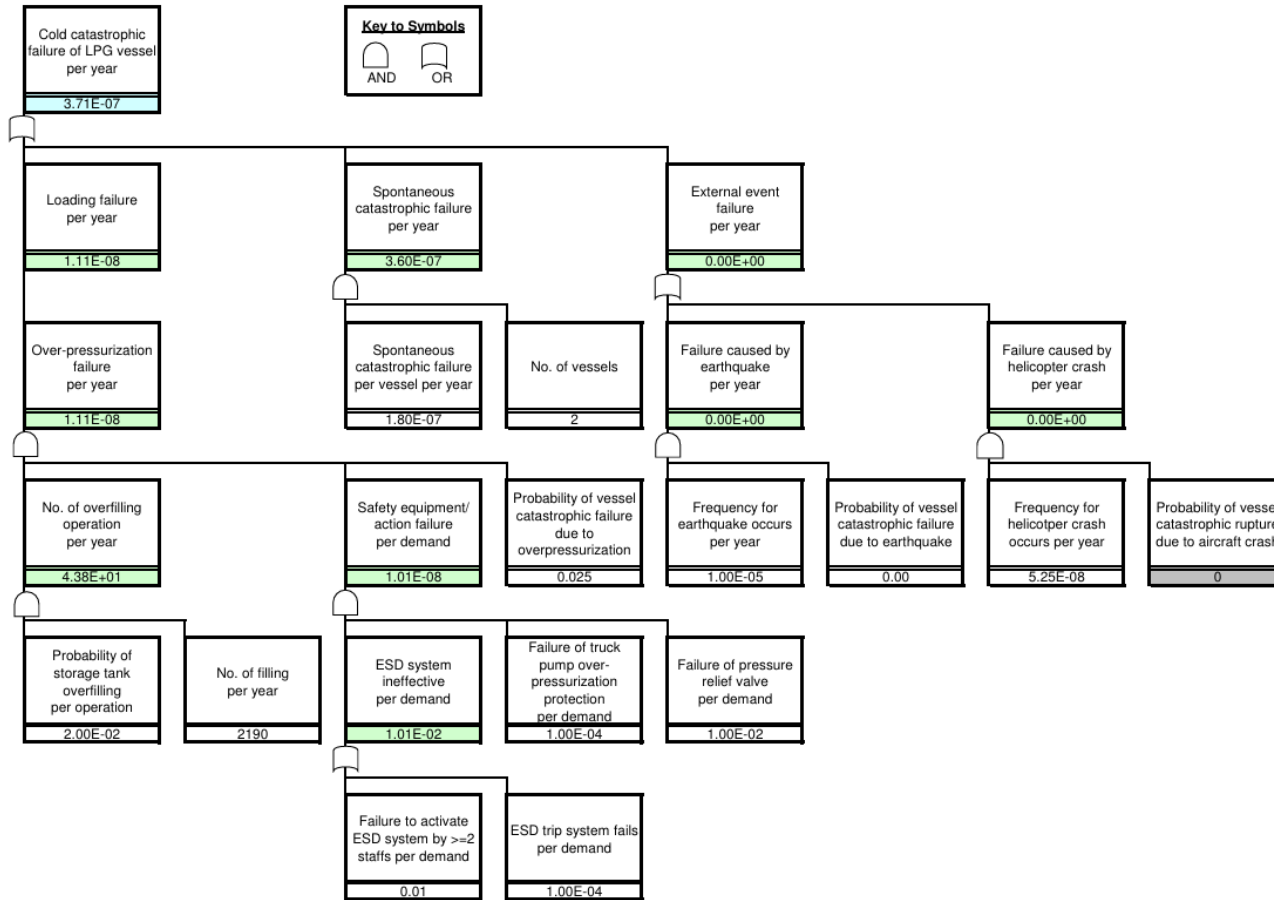 Cold catastrophic
failure of LPG vessel
per year
3.71E-07
Key to Symbols
AND
OR
Loading failure
per year
1.11E-08
Spontaneous
catastrophic failure
per year
3.60E-07
External event
failure
per year
0.00E+00
Over-pressurization
failure
per year
1.11E-08
Spontaneous
catastrophic failure
per vessel per year
1.80E-07
No. of vessels
2
Failure caused by
earthquake
per year
0.00E+00
Failure caused by
helicopter crash
per year
0.00E+00
No. of overfilling
operation
per year
4.38E+01
Safety equipment/
action failure
per demand
1.01E-08
Probability of vessel
catastrophic failure
due to
overpressurization
0.025
Frequency for
earthquake occurs
per year
1.00E-05
Probability of vessel
catastrophic failure
due to earthquake
0.00
Frequency for
helicotper crash
occurs per year
5.25E-08
Probability of vesse
catastrophic rupture
due to aircraft crash
0
Probability of
storage tank
overfilling
per operation
2.00E-02
No. of filling
per year
2190
ESD system
ineffective
per demand
1.01E-02
Failure of truck
pump over-
pressurization
protection
per demand
1.00E-04
Failure of pressure
relief valve
per demand
1.00E-02
Failure to activate
ESD system by >=2
staffs per demand
0.01
ESD trip system fails
per demand
1.00E-04